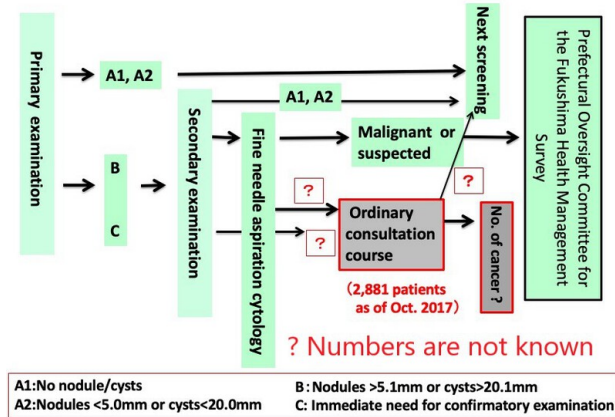 Primary examination
A1, A2
B
C
Secondary examination
A1, A2
Fine needle aspiration cytology
Malignant or
suspected
?
?
Ordinary
consultation
course
(2,881 patients
as of Oct. 2017)
?
Next screening
No. of cancer ?
Prefectural Oversight Committee for
the Fukushima Health Management
Survey
? Numbers are not known
A1:No nodule/cysts
A2:Nodules <5.0mm or cysts<20.0mm
B:Nodules >5.1mm or cysts>20.1mm
C: Immediate need for confirmatory examination